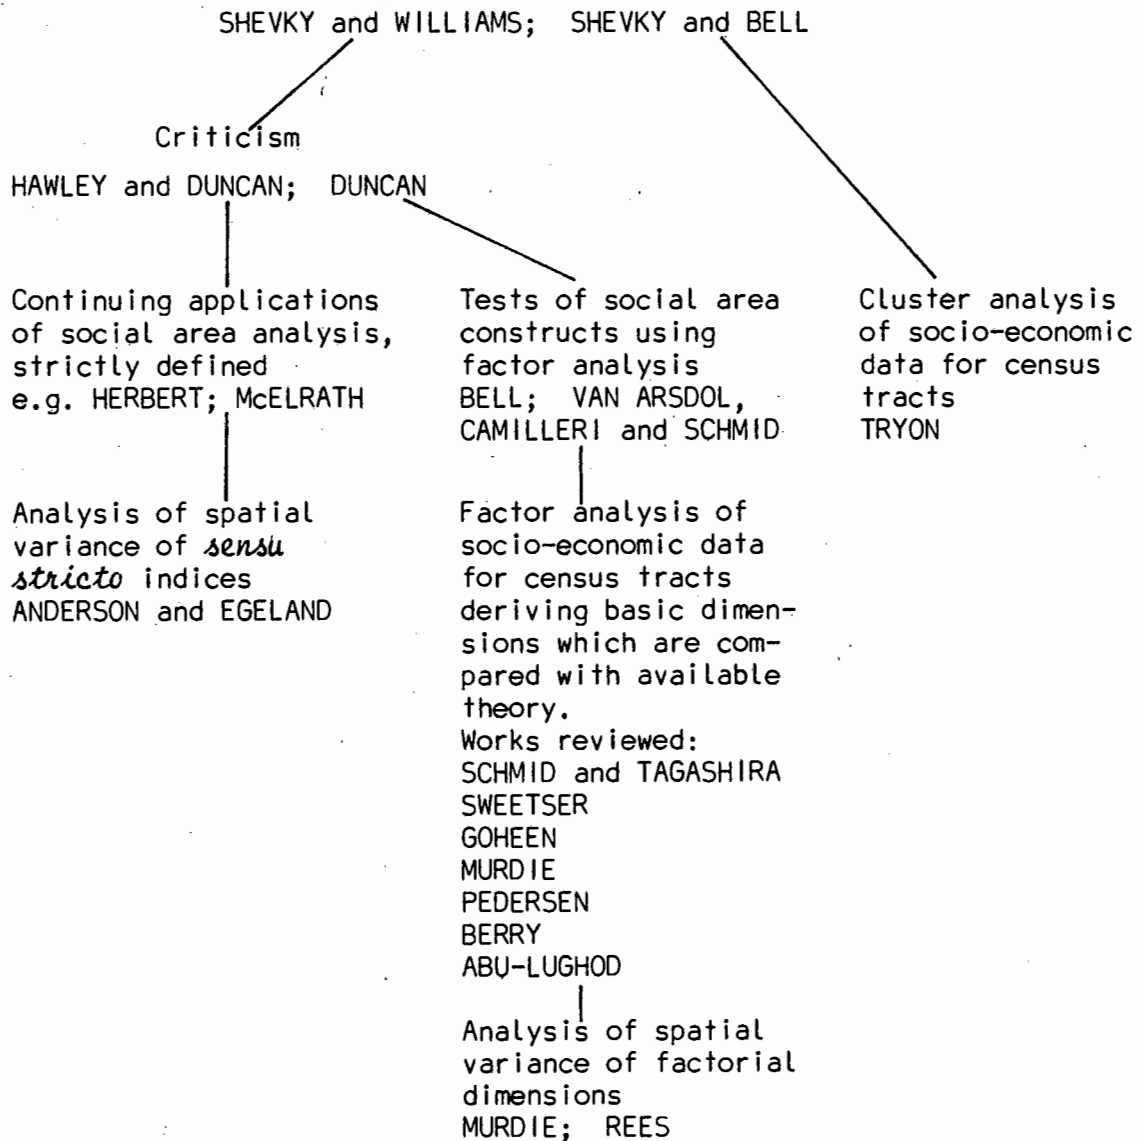 SHEVKY and WILLIAMS; SHEVKY and BELL
Criticism
HAWLEY and DUNCAN; DUNCAN
Continuing applications
of social area analysis,
strictly defined
e.g. HERBERT; McELRATH
Analysis of spatial
variance of sensu
stricto indices
ANDERSON and EGELAND
Tests of social area
constructs using
factor analysis
BELL; VAN ARSDOL,
CAMILLERI and SCHMID
Factor analysis of
socio-economic data
for census tracts
deriving basic dimen-
sions which are com-
pared with available
theory.
Works reviewed:
SCHMID and TAGASHIRA
SWEETSER
GOHEEN
MURDIE
PEDERSEN
BERRY
ABU-LUGHOD
Analysis of spatial
variance of factorial
dimensions
MURDIE; REES
Cluster analysis
of socio-economic
data for census
tracts
TRYON